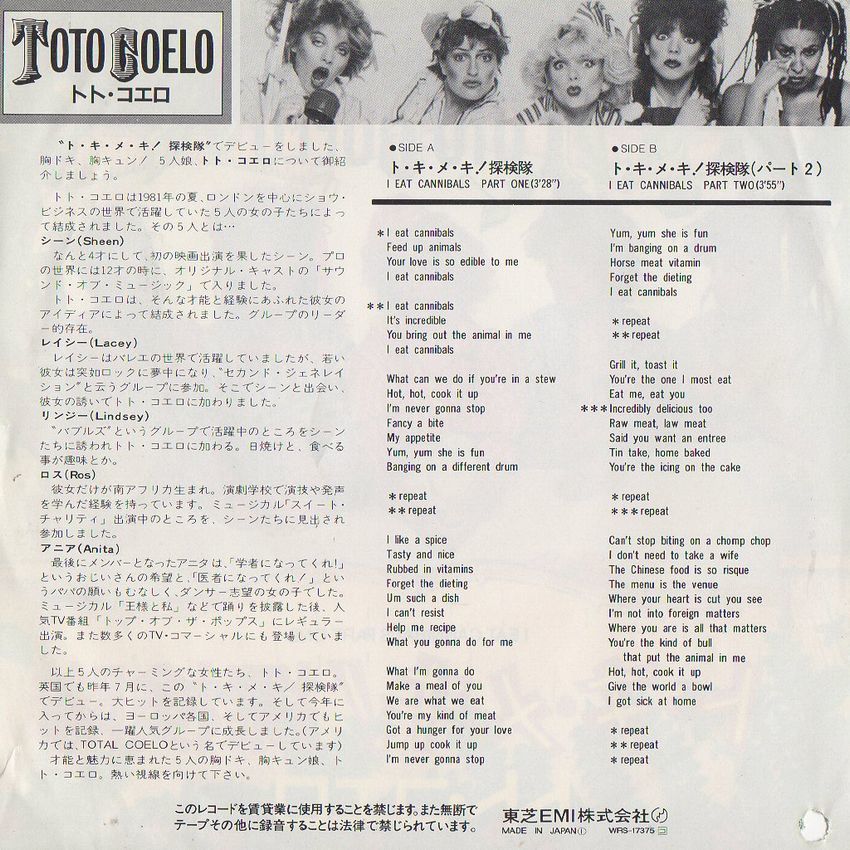 TOTO COELO
トト・コエロ
"ト・キ・メ・キ! 探検隊"でデビューをしました、
胸ドキ、胸キュン! 5人娘、トト・コエロについて御紹
介しましょう。
トト・コエロは1981年の夏、ロンドンを中心にショウ・
ビジネスの世界で活躍していた5人の女の子たちによっ
て結成されました。その5人とは…
シーン(Sheen)
なんと4才にして、初の映画出演を果したシーン。プロ
の世界には12才の時に、オリジナル・キャストの「サウ
ンド・オブ・ミュージック」で入りました。
トト・コエロは、そんな才能と経験にあふれた彼女の
アイディアによって結成されました。グループのリーダ
ー的存在。
レイシー(Lacey)
レイシーはバレエの世界で活躍していましたが、若い
彼女は突如ロックに夢中になり、"セカンド・ジェネレイ
ション"と云うグループに参加。そこでシーンと出会い、
彼女の誘いでトト・コエロに加わりました。
リンジー(Lindsey)
"バブルズ"というグループで活躍中のところをシーン
たちに誘われトト・コエロに加わる。日焼けと、食べる
事が趣味とか。
ロス(Ros)
彼女だけが南アフリカ生まれ。演劇学校で演技や発声
を学んだ経験を持っています。ミュージカル「スイート・
チャリティ」出演中のところを、シーンたちに見出され
参加しました。
アニア(Anita)
最後にメンバーとなったアニタは、「学者になってくれ!」
というおじいさんの希望と、「医者になってくれ!」とい
うパパの願いもむなしく、ダンサー志望の女の子でした。
ミュージカル「王様と私」などで踊りを披露した後、人
気TV番組「トップ・オブ・ザ・ポップス」にレギュラー
出演。また数多くのTV・コマーシャルにも登場していま
した。
以上5人のチャーミングな女性たち、トト・コエロ。
英国でも昨年7月に、この"ト・キ・メ・キ! 探検隊"
でデビュー。大ヒットを記録しています。そして今年に
入ってからは、ヨーロッパ各国、そしてアメリカでもヒ
ットを記録、一躍人気グループに成長しました。(アメリ
カでは、TOTAL COELOという名でデビューしています)
才能と魅力に恵まれた5人の胸ドキ、胸キュン娘、ト
ト・コエロ。熱い視線を向けて下さい。
●SIDE A
ト・キ・メ・キ! 探検隊
I EAT CANNIBALS PART ONE(3'28")
*I eat cannibals
Feed up animals
Your love is so edible to me
I eat cannibals
**I eat cannibals
It's incredible
You bring out the animal in me
I eat cannibals
What can we do if you're in a stew
Hot, hot, cook it up
I'm never gonna stop
Fancy a bite
My appetite
Yum, yum she is fun
Banging on a different drum
*repeat
**repeat
I like a spice
Tasty and nice
Rubbed in vitamins
Forget the dieting
Um such a dish
I can't resist
Help me recipe
What you gonna do for me
What I'm gonna do
Make a meal of you
We are what we eat
You're my kind of meat
Got a hunger for your love
Jump up cook it up
I'm never gonna stop
●SIDE B
ト・キ・メ・キ! 探検隊(パート2)
I EAT CANNIBALS PART TWO(3'55")
Yum, yum she is fun
I'm banging on a drum
Horse meat vitamin
Forget the dieting
I eat cannibals
*repeat
**repeat
Grill it, toast it
You're the one I most eat
Eat me, eat you
***Incredibly delicious too
Raw meat, law meat
Said you want an entree
Tin take, home baked
You're the icing on the cake
*repeat
***repeat
Can't stop biting on a chomp chop
I don't need to take a wife
The Chinese food is so risque
The menu is the venue
Where your heart is cut you see
I'm not into foreign matters
Where you are is all that matters
You're the kind of bull
that put the animal in me
Hot, hot, cook it up
Give the world a bowl
I got sick at home
*repeat
**repeat
*repeat
このレコードを賃貸業に使用することを禁じます。また無断で
テープその他に録音することは法律で禁じられています。
東芝EMI株式会社
MADE IN JAPAN① WRS-17375